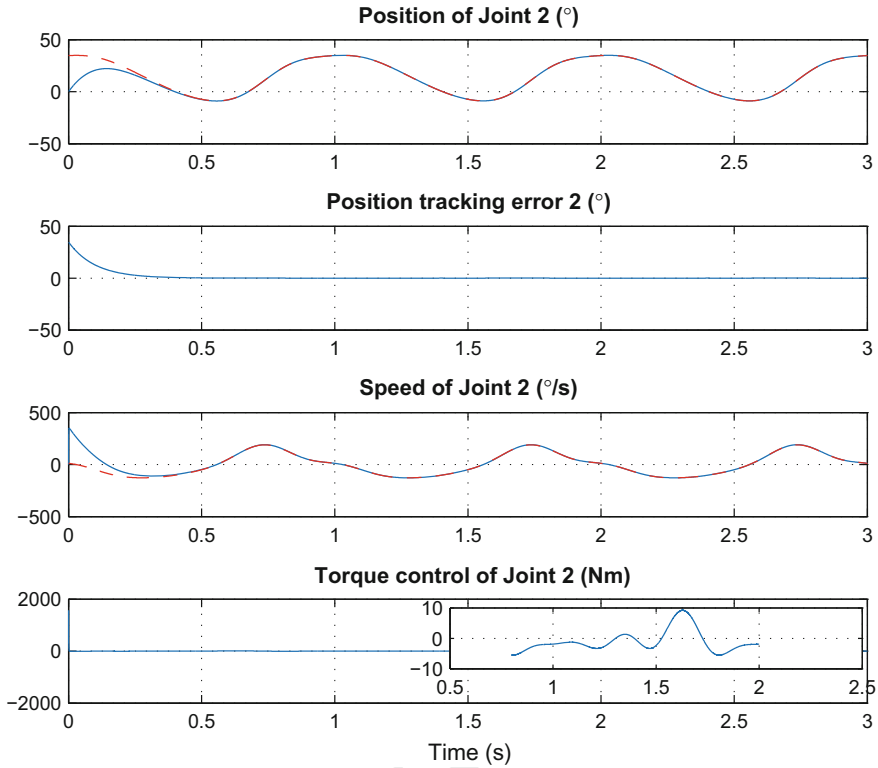 Position of Joint 2 (°)
50
0
−50
0 0.5 1 1.5 2 2.5 3
Position tracking error 2 (°)
50
0
−50
0 0.5 1 1.5 2 2.5 3
Speed of Joint 2 (°/s)
500
0
−500
0 0.5 1 1.5 2 2.5 3
Torque control of Joint 2 (Nm)
2000
0
−2000
10
0
−10
0.5 1 1.5 2 2.5
0 0.5 1 1.5 2 2.5 3
Time (s)